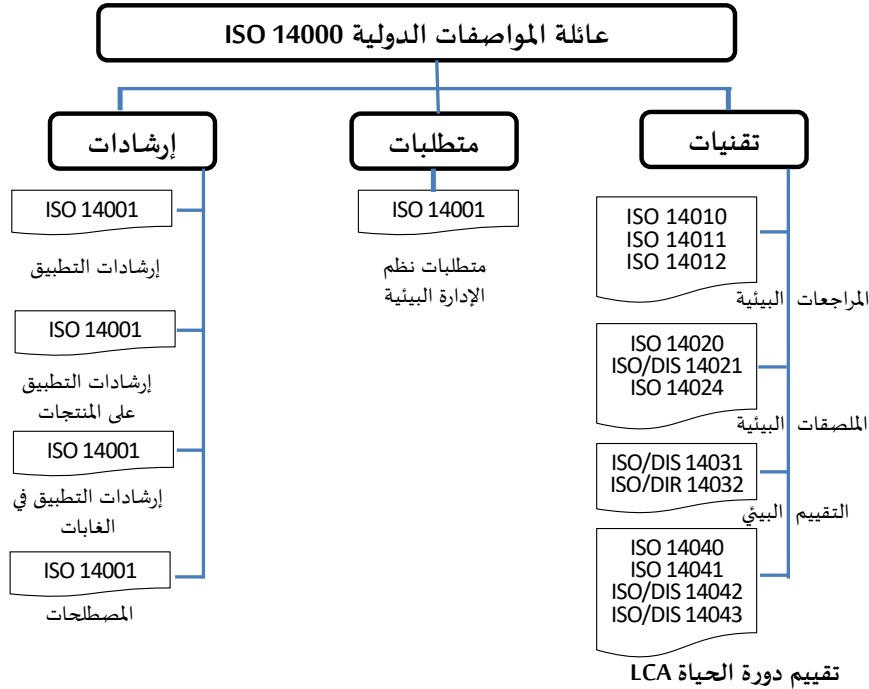 عائلة المواصفات الدولية ISO 14000
تقنيات
ISO 14010
ISO 14011
ISO 14012
المراجعات البيئية
ISO 14020
ISO/DIS 14021
ISO 14024
الملصقات البيئية
ISO/DIS 14031
ISO/DIR 14032
التقييم البيئي
ISO 14040
ISO 14041
ISO/DIS 14042
ISO/DIS 14043
تقييم دورة الحياة LCA
متطلبات
ISO 14001
متطلبات نظم
الإدارة البيئية
إرشادات
ISO 14001
إرشادات التطبيق
ISO 14001
إرشادات التطبيق
على المنتجات
ISO 14001
إرشادات التطبيق في
الغابات
ISO 14001
المصطلحات